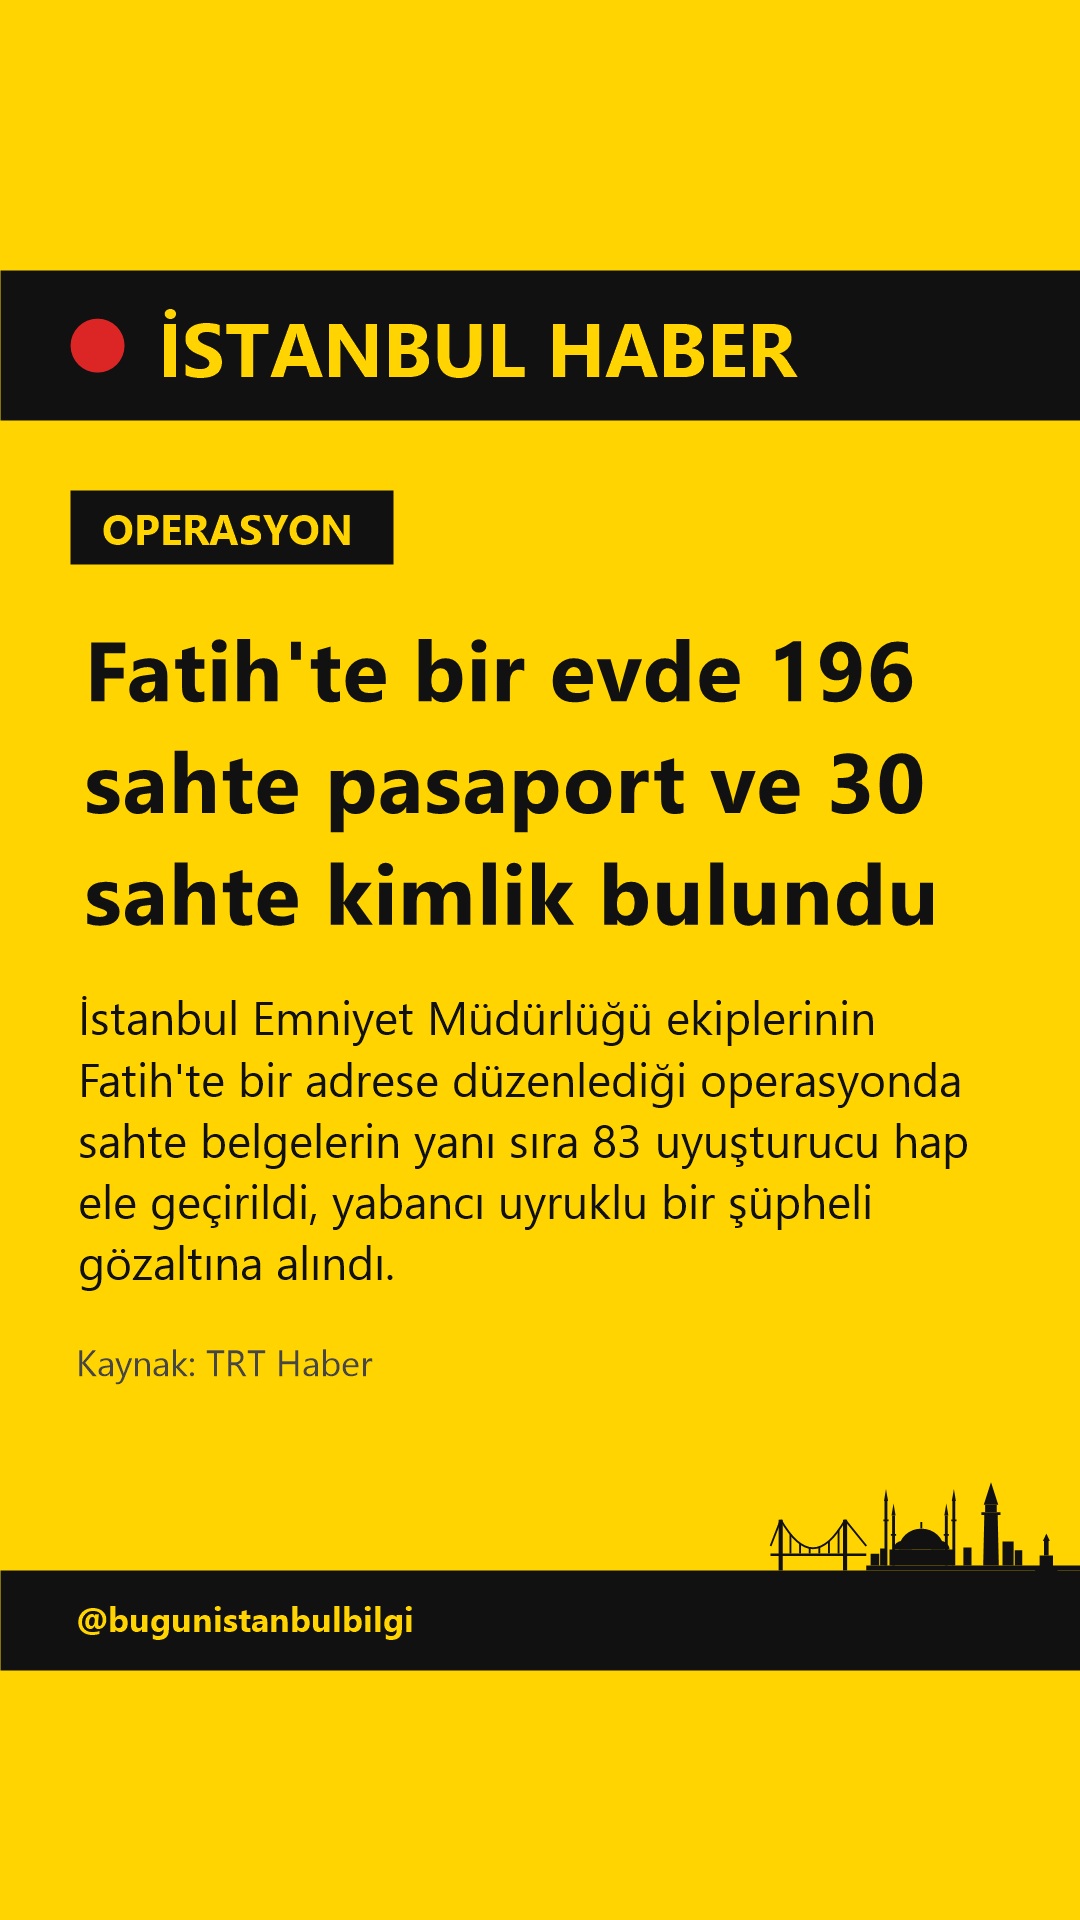 İSTANBUL HABER
OPERASYON
Fatih'te bir evde 196
sahte pasaport ve 30
sahte kimlik bulundu
İstanbul Emniyet Müdürlüğü ekiplerinin
Fatih'te bir adrese düzenlediği operasyonda
sahte belgelerin yanı sıra 83 uyuşturucu hap
ele geçirildi, yabancı uyruklu bir şüpheli
gözaltına alındı.
Kaynak: TRT Haber
@bugunistanbulbilgi